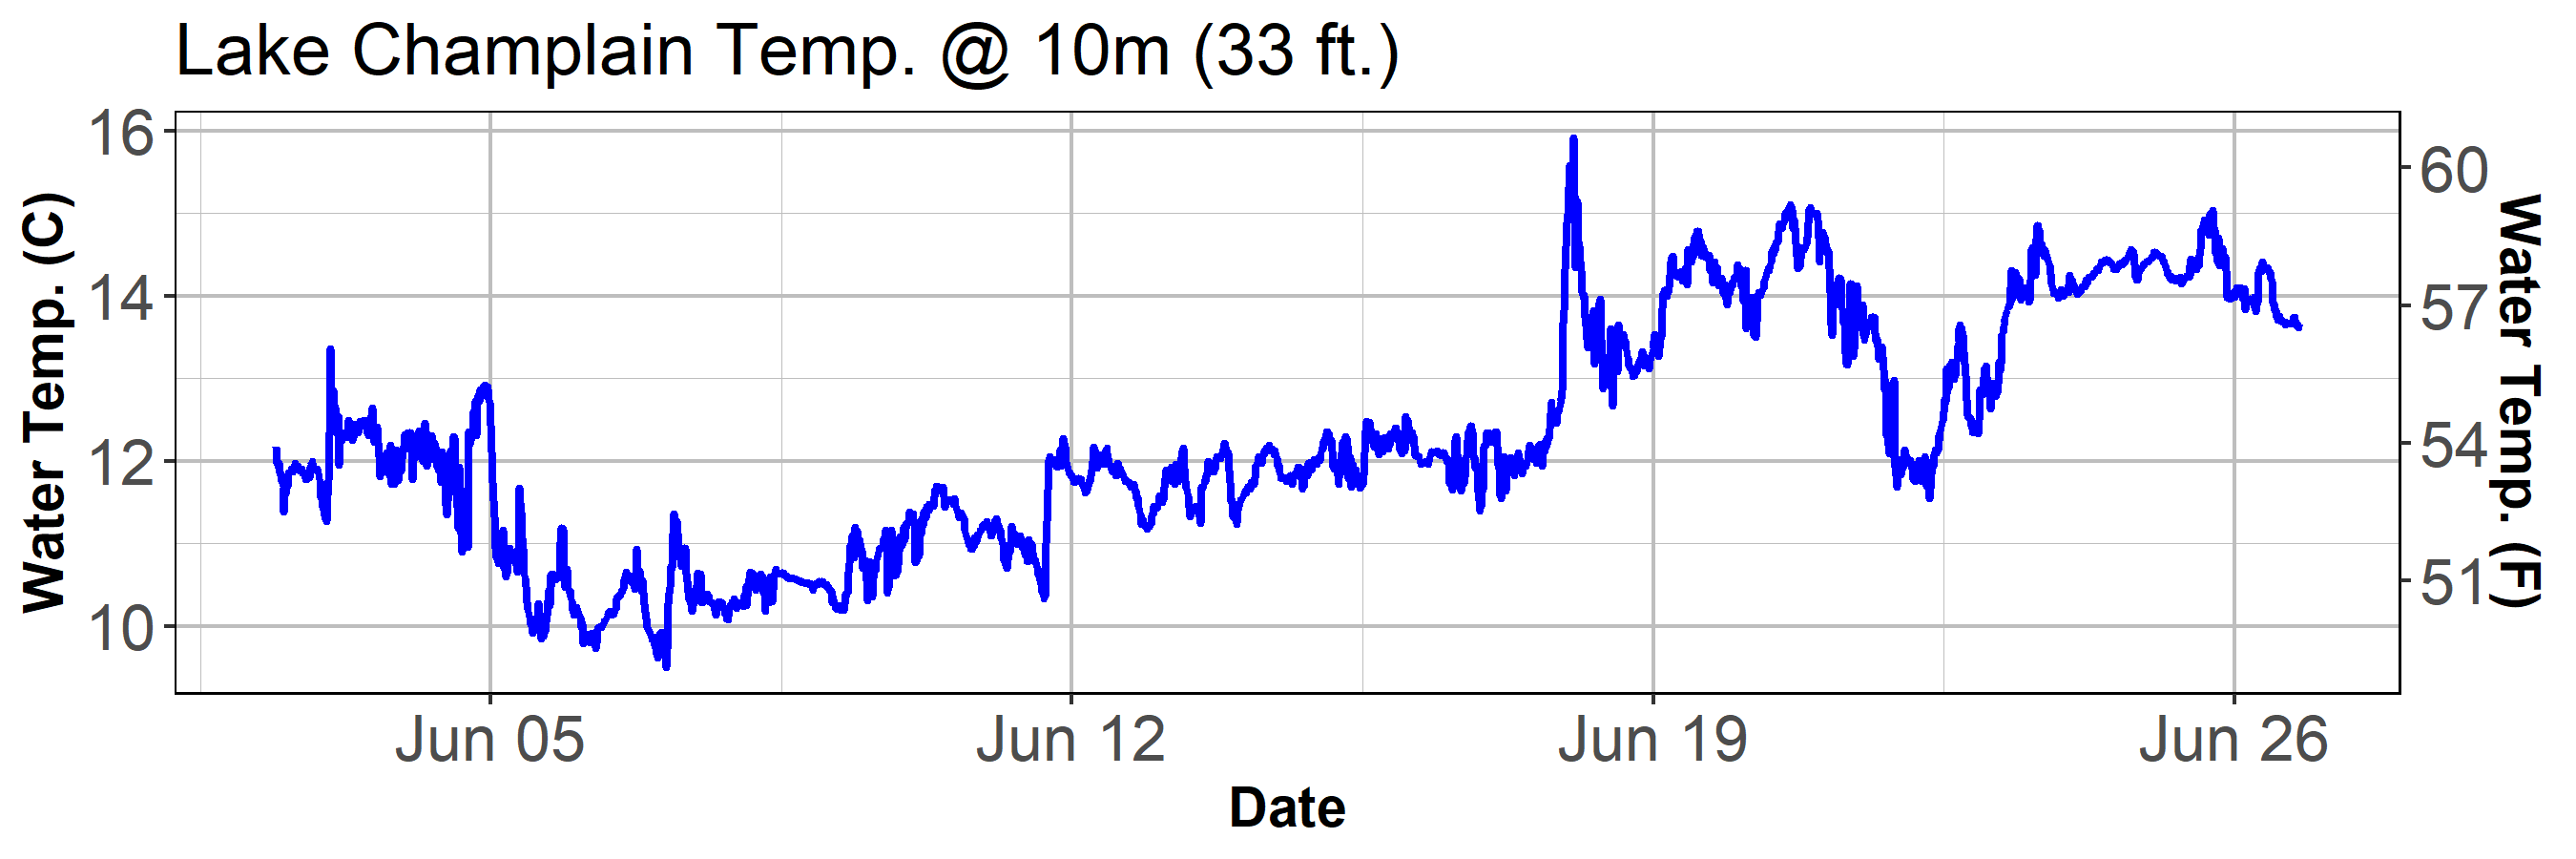 Lake Champlain Temp. @ 10m (33 ft.)
Water Temp. (C)
16
14
12
10
60
57
54
51
Water Temp. (F)
Jun 05 Jun 12 Jun 19 Jun 26
Date